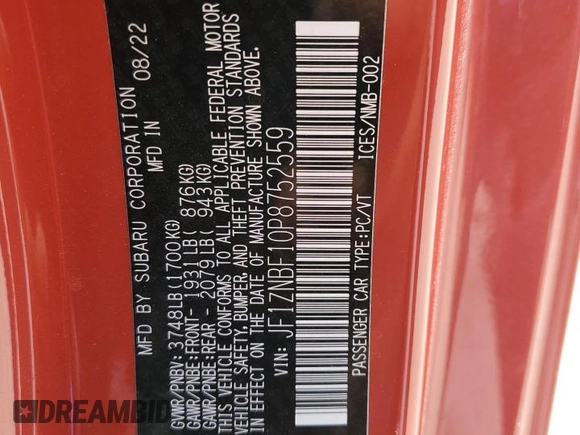 MFD BY SUBARU CORPORATION 08/22
MFD IN
GVWR/PNBV: 3748LB(1700KG)
GAWR/PNBE:FRONT- 1931LB( 876KG)
GAWR/PNBE:REAR - 2079LB( 943KG)
THIS VEHICLE CONFORMS TO ALL APPLICABLE FEDERAL MOTOR
VEHICLE SAFETY,BUMPER, AND THEFT PREVENTION STANDARDS
IN EFFECT ON THE DATE OF MANUFACTURE SHOWN ABOVE.
VIN: JF1ZNBF10P8752559
PASSENGER CAR TYPE:PC/VT ICES/NMB-002
DREAMBID